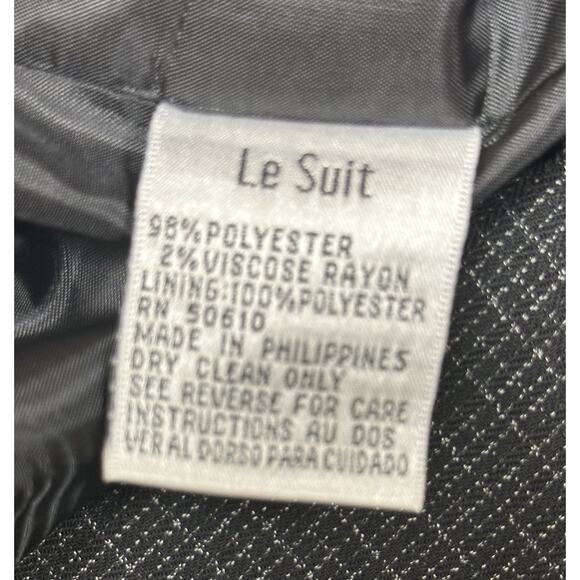 Le Suit
98% POLYESTER
2% VISCOSE RAYON
LINING:100% POLYESTER
RN 50610
MADE IN PHILIPPINES
DRY CLEAN ONLY
SEE REVERSE FOR CARE
INSTRUCTIONS AU DOS
VER AL DORSO PARA CUIDADO